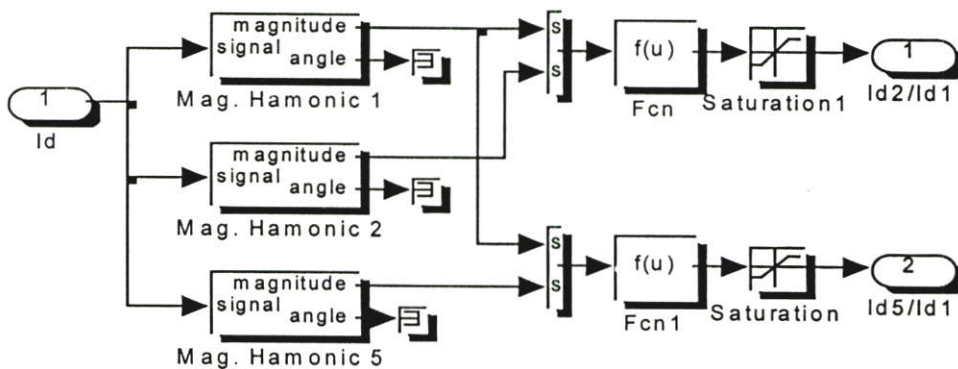 magnitude
signal
angle
Mag. Hamonic 1
1
Id
magnitude
signal
angle
Mag. Hamonic 2
magnitude
signal
angle
Mag. Hamonic 5
s
s
f(u)
Fcn
Saturation1
1
Id2/Id1
s
s
f(u)
Fcn1
Saturation
2
Id5/Id1